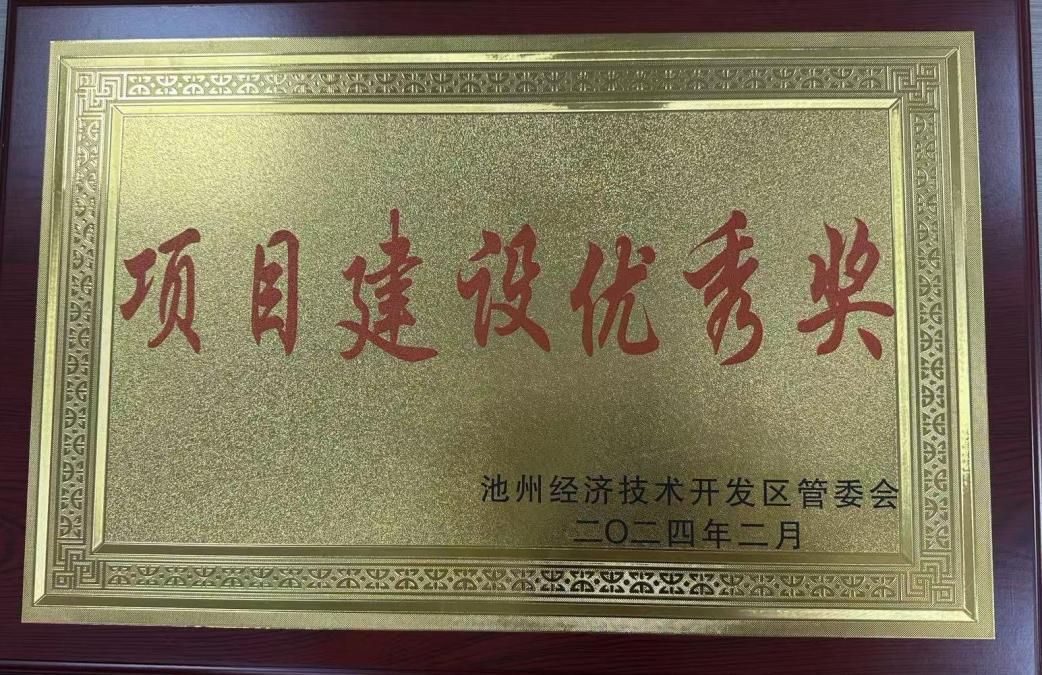 项目建设优秀奖
池州经济技术开发区管委会
二〇二四年二月